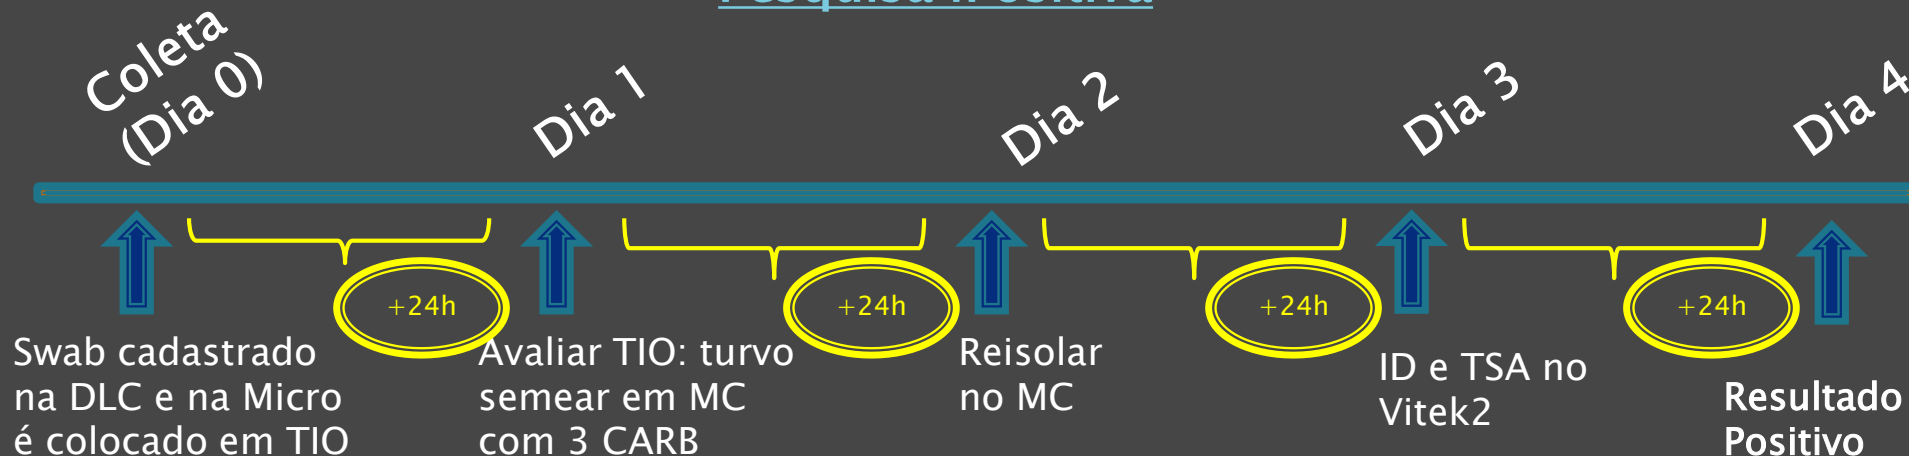 Coleta
(Dia 0)
Dia 1
Dia 2
Dia 3
Dia 4
+24h
+24h
+24h
+24h
Swab cadastrado
na DLC e na Micro
é colocado em TIO
Avaliar TIO: turvo
semear em MC
com 3 CARB
Reisolar
no MC
ID e TSA no
Vitek2
Resultado
Positivo